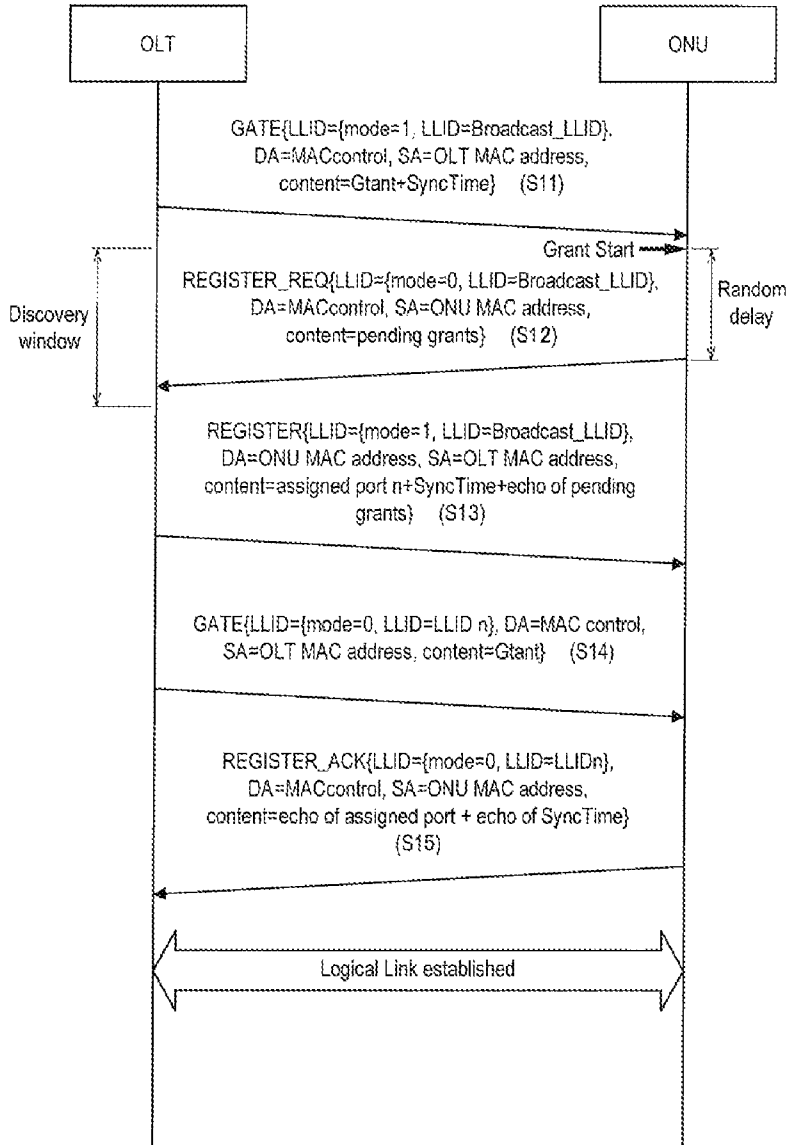 OLT
ONU
GATE{LLID={mode=1, LLID=Broadcast_LLID},
DA=MACcontrol, SA=OLT MAC address,
content=Gtant+SyncTime} (S11)
Grant Start
REGISTER_REQ{LLID={mode=0, LLID=Broadcast_LLID},
DA=MACcontrol, SA=ONU MAC address,
content=pending grants} (S12)
Discovery
window
Random
delay
REGISTER{LLID={mode=1, LLID=Broadcast_LLID},
DA=ONU MAC address, SA=OLT MAC address,
content=assigned port n+SyncTime+echo of pending
grants} (S13)
GATE{LLID={mode=0, LLID=LLID n}, DA=MAC control,
SA=OLT MAC address, content=Gtant} (S14)
REGISTER_ACK{LLID={mode=0, LLID=LLIDn},
DA=MACcontrol, SA=ONU MAC address,
content=echo of assigned port + echo of SyncTime}
(S15)
Logical Link established